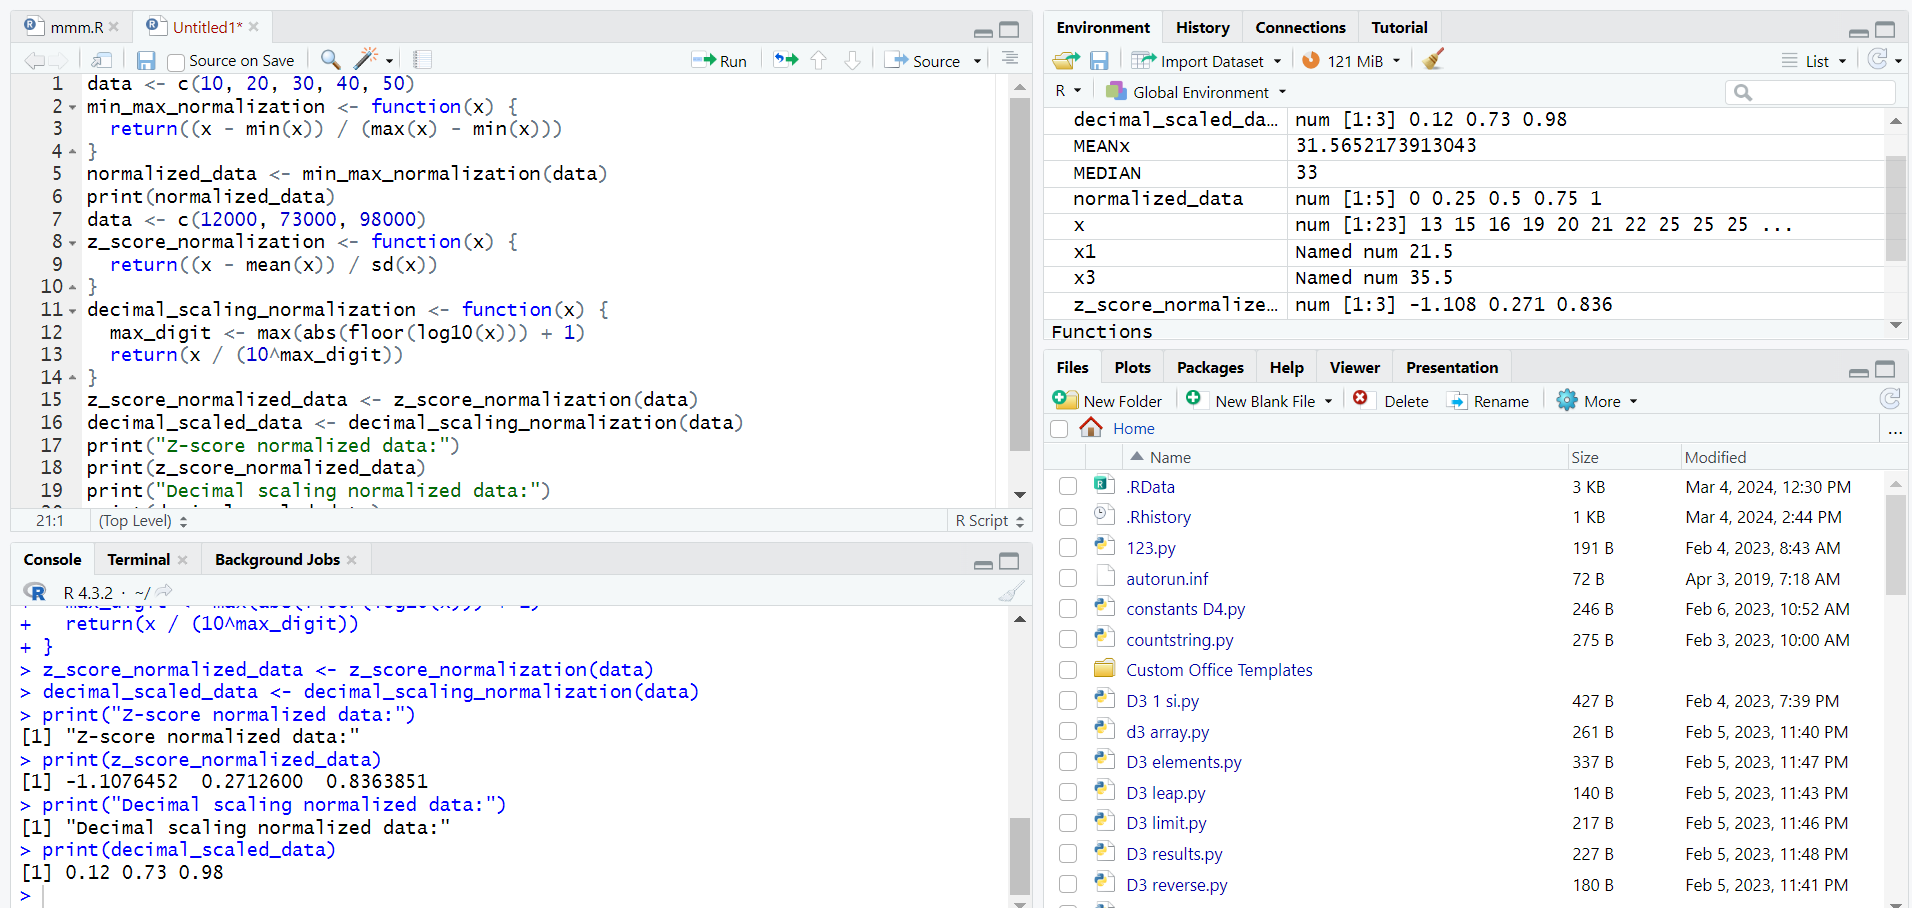 mmm.R
Untitled1*
Source on Save
Run
Source
1 data <- c(10, 20, 30, 40, 50)
2 min_max_normalization <- function(x) {
3   return((x - min(x)) / (max(x) - min(x)))
4 }
5 normalized_data <- min_max_normalization(data)
6 print(normalized_data)
7 data <- c(12000, 73000, 98000)
8 z_score_normalization <- function(x) {
9   return((x - mean(x)) / sd(x))
10 }
11 decimal_scaling_normalization <- function(x) {
12   max_digit <- max(abs(floor(log10(x))) + 1)
13   return(x / (10^max_digit))
14 }
15 z_score_normalized_data <- z_score_normalization(data)
16 decimal_scaled_data <- decimal_scaling_normalization(data)
17 print("Z-score normalized data:")
18 print(z_score_normalized_data)
19 print("Decimal scaling normalized data:")
21:1 (Top Level) R Script
Console Terminal Background Jobs
R 4.3.2 · ~/
+   max_digit <- max(abs(floor(log10(x))) + 1)
+   return(x / (10^max_digit))
+ }
> z_score_normalized_data <- z_score_normalization(data)
> decimal_scaled_data <- decimal_scaling_normalization(data)
> print("Z-score normalized data:")
[1] "Z-score normalized data:"
> print(z_score_normalized_data)
[1] -1.1076452  0.2712600  0.8363851
> print("Decimal scaling normalized data:")
[1] "Decimal scaling normalized data:"
> print(decimal_scaled_data)
[1] 0.12 0.73 0.98
>
Environment History Connections Tutorial
Import Dataset 121 MiB List
R Global Environment
decimal_scaled_da… num [1:3] 0.12 0.73 0.98
MEANx 31.5652173913043
MEDIAN 33
normalized_data num [1:5] 0 0.25 0.5 0.75 1
x num [1:23] 13 15 16 19 20 21 22 25 25 25 ...
x1 Named num 21.5
x3 Named num 35.5
z_score_normalize… num [1:3] -1.108 0.271 0.836
Functions
Files Plots Packages Help Viewer Presentation
New Folder New Blank File Delete Rename More
Home ...
Name Size Modified
.RData 3 KB Mar 4, 2024, 12:30 PM
.Rhistory 1 KB Mar 4, 2024, 2:44 PM
123.py 191 B Feb 4, 2023, 8:43 AM
autorun.inf 72 B Apr 3, 2019, 7:18 AM
constants D4.py 246 B Feb 6, 2023, 10:52 AM
countstring.py 275 B Feb 3, 2023, 10:00 AM
Custom Office Templates
D3 1 si.py 427 B Feb 4, 2023, 7:39 PM
d3 array.py 261 B Feb 5, 2023, 11:40 PM
D3 elements.py 337 B Feb 5, 2023, 11:47 PM
D3 leap.py 140 B Feb 5, 2023, 11:43 PM
D3 limit.py 217 B Feb 5, 2023, 11:46 PM
D3 results.py 227 B Feb 5, 2023, 11:48 PM
D3 reverse.py 180 B Feb 5, 2023, 11:41 PM